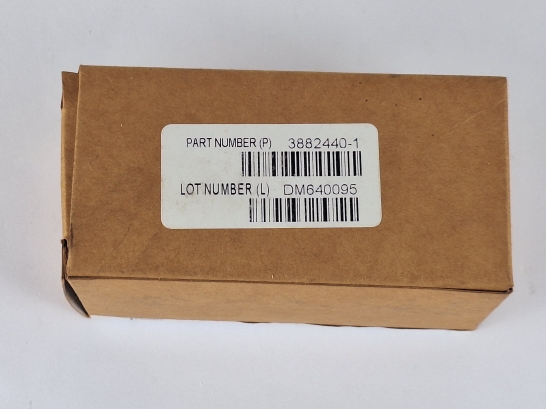 PART NUMBER (P) 3882440-1
LOT NUMBER (L) DM640095